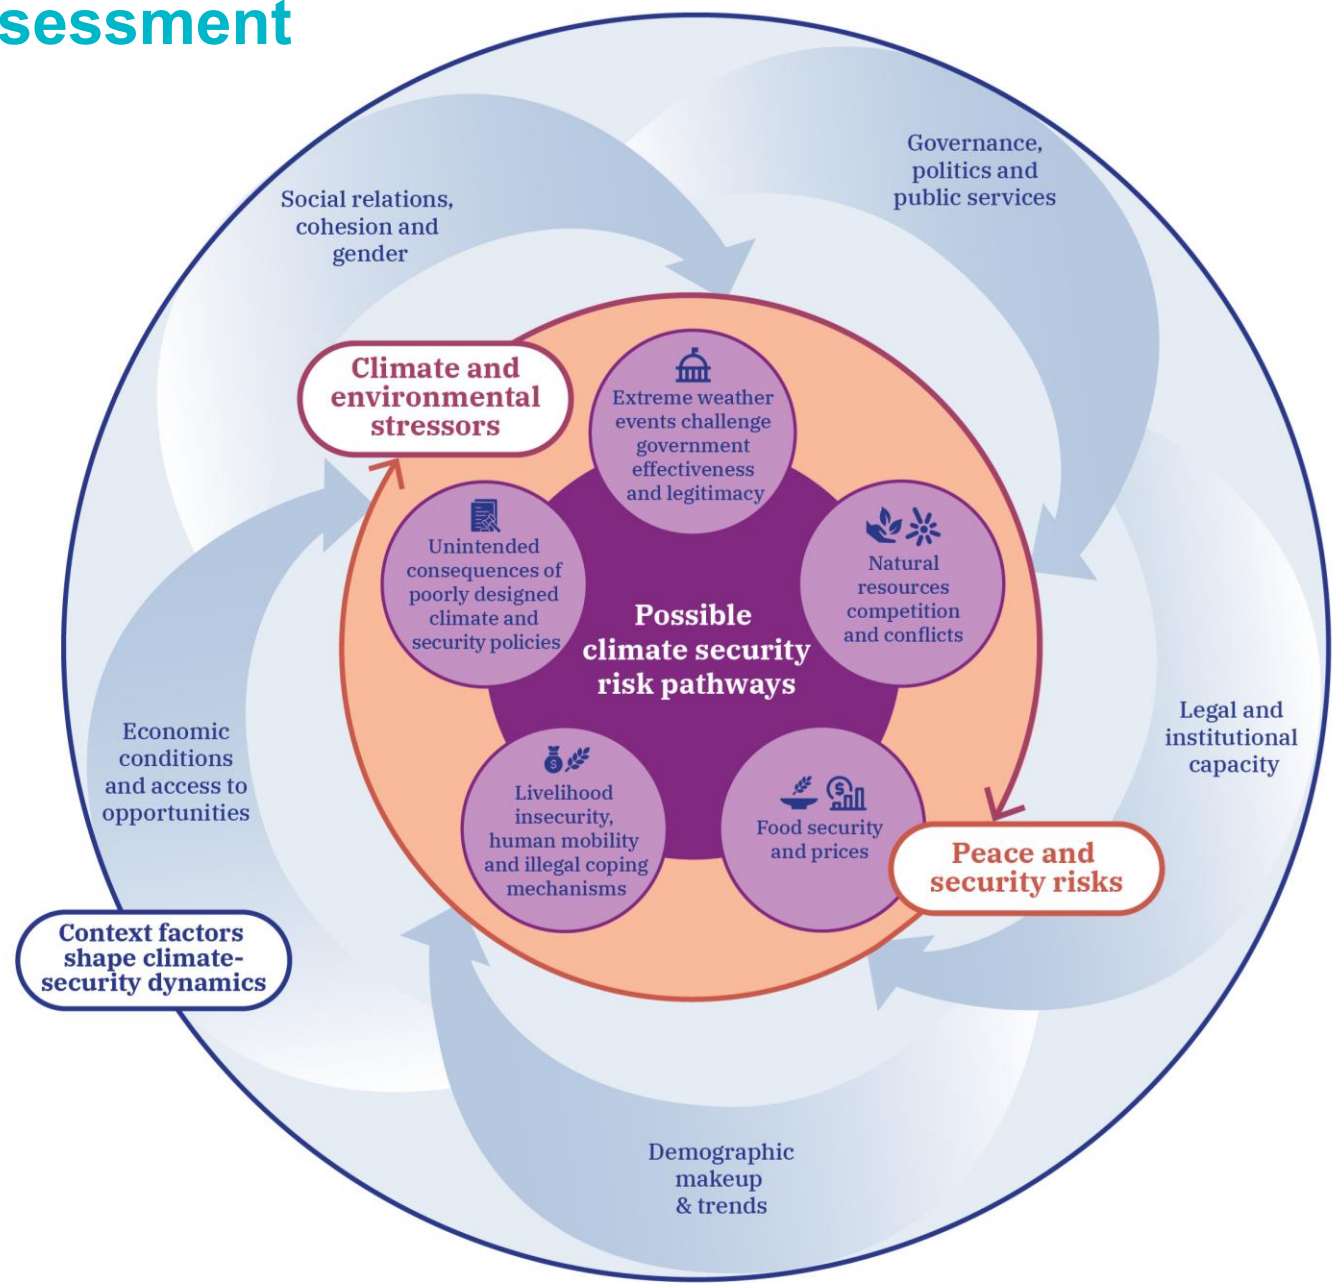 sessment
Governance,
politics and
public services
Social relations,
cohesion and
gender
Climate and
environmental
stressors
Extreme weather
events challenge
government
effectiveness
and legitimacy
Unintended
consequences of
poorly designed
climate and
security policies
Natural
resources
competition
and conflicts
Possible
climate security
risk pathways
Legal and
institutional
capacity
Economic
conditions
and access to
opportunities
Livelihood
insecurity,
human mobility
and illegal coping
mechanisms
Food security
and prices
Peace and
security risks
Context factors
shape climate-
security dynamics
Demographic
makeup
& trends